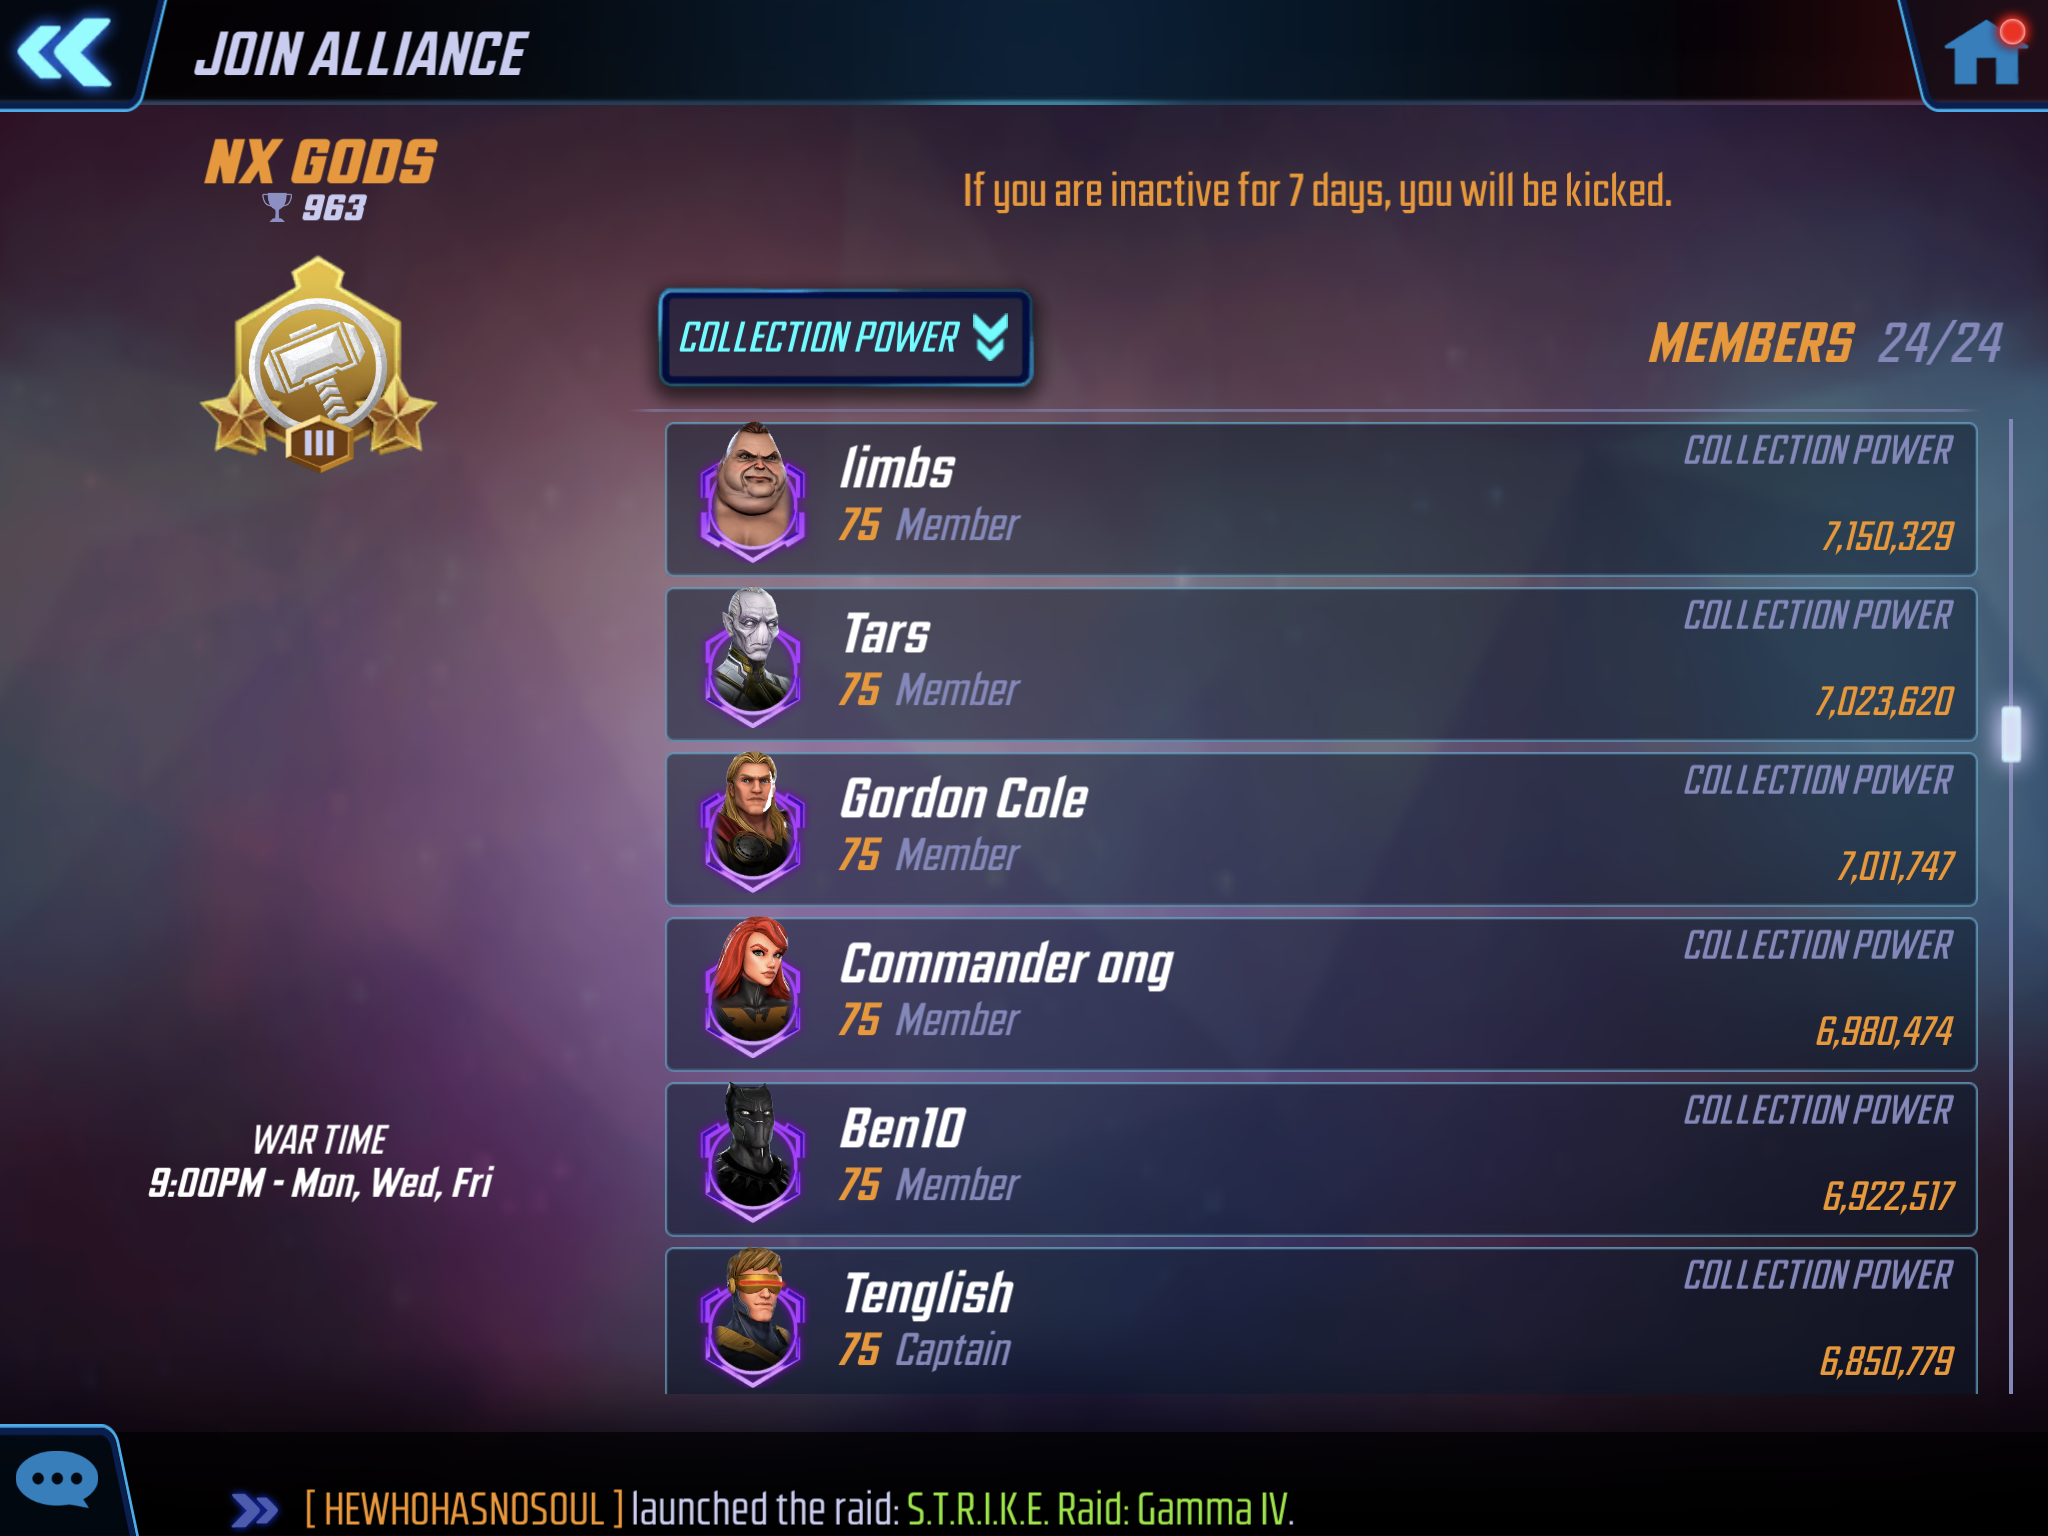 JOIN ALLIANCE
NX GODS
963
III
If you are inactive for 7 days, you will be kicked.
COLLECTION POWER
MEMBERS 24/24
limbs
75 Member
COLLECTION POWER
7,150,329
Tars
75 Member
COLLECTION POWER
7,023,620
Gordon Cole
75 Member
COLLECTION POWER
7,011,747
Commander ong
75 Member
COLLECTION POWER
6,980,474
Ben10
75 Member
COLLECTION POWER
6,922,517
Tenglish
75 Captain
COLLECTION POWER
6,850,779
WAR TIME
9:00PM - Mon, Wed, Fri
[ HEWHOHASNOSOUL ] launched the raid: S.T.R.I.K.E. Raid: Gamma IV.